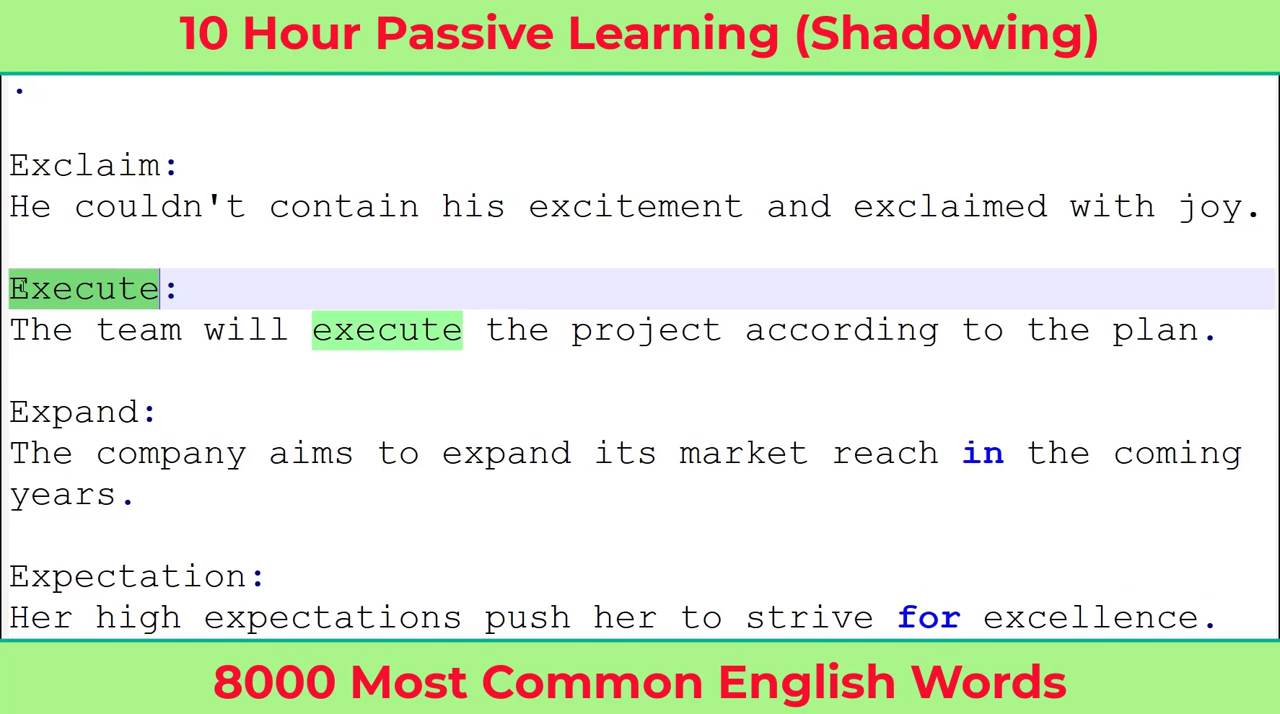 10 Hour Passive Learning (Shadowing)
.
Exclaim:
He couldn't contain his excitement and exclaimed with joy.
Execute:
The team will execute the project according to the plan.
Expand:
The company aims to expand its market reach in the coming
years.
Expectation:
Her high expectations push her to strive for excellence.
8000 Most Common English Words